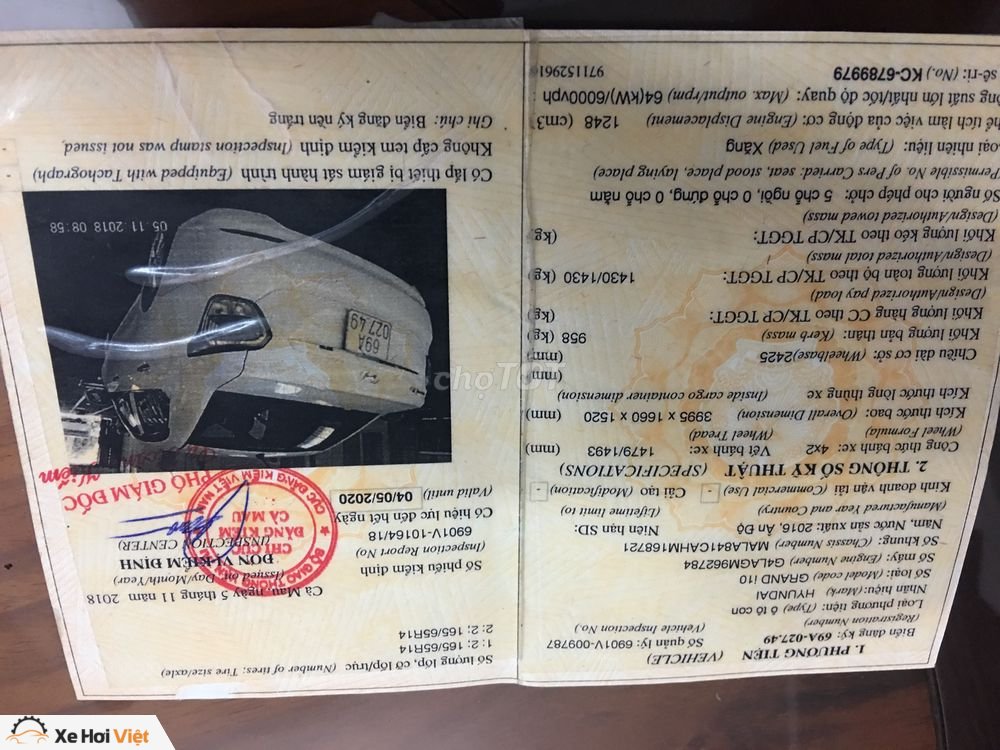 1. PHƯƠNG TIỆN (VEHICLE)
Biển đăng ký: 69A-027.49 Số quản lý: 6901V-009787
(Registration Number) (Vehicle Inspection No.)
Loại phương tiện: (Type) ô tô con
Nhãn hiệu: (Mark) HYUNDAI
Số loại: (Model code) GRAND I10
Số máy: (Engine Number) G4LAGM962784
Số khung: (Chassis Number) MALA841CAHM168721
Năm, Nước sản xuất: 2016, Ấn Độ Niên hạn SD:
(Manufactured Year and Country) (Lifetime limit to)
Kinh doanh vận tải (Commercial Use) - Cải tạo (Modification) -
2. THÔNG SỐ KỸ THUẬT (SPECIFICATIONS)
Công thức bánh xe: 4x2 Vết bánh xe: 1479/1493 (mm)
(Wheel Formula) (Wheel Tread)
Kích thước bao: (Overall Dimension) 3995 x 1660 x 1520 (mm)
Kích thước lòng thùng xe (Inside cargo container dimension)
(mm)
Chiều dài cơ sở: (Wheelbase) 2425 (mm)
Khối lượng bản thân: (Kerb mass) 958 (kg)
Khối lượng hàng CC theo TK/CP TGGT: (kg)
(Design/Authorized pay load)
Khối lượng toàn bộ theo TK/CP TGGT: 1430/1430 (kg)
(Design/Authorized total mass)
Khối lượng kéo theo TK/CP TGGT: (kg)
(Design/Authorized towed mass)
Số người cho phép chở: 5 chỗ ngồi, 0 chỗ đứng, 0 chỗ nằm
(Permissible No. of Pers Carried: seat, stood place, laying place)
Loại nhiên liệu: (Type of Fuel Used) Xăng
thể tích làm việc của động cơ: (Engine Displacement) 1248 (cm3
suất lớn nhất/tốc độ quay: (Max. output/rpm) 64(kW)/6000vph
sê-ri: (No.) KC-6789979 971152961
Số lượng lốp, cỡ lốp/trục (Number of tires: Tire size/axle)
1: 2; 165/65R14
2: 2; 165/65R14
Cà Mau, ngày 5 tháng 11 năm 2018
(Issued on: Day/Month/Year)
Số phiếu kiểm định ĐƠN VỊ KIỂM ĐỊNH
(Inspection Report No) (INSPECTION CENTER)
6901V-10164/18
Có hiệu lực đến hết ngày
(Valid until) 04/05/2020
BỘ GIAO THÔNG
CỤC ĐĂNG KIỂM VIỆT NAM
CHI CỤC
ĐĂNG KIỂM
CÀ MAU
PHÓ GIÁM ĐỐC
69A
027.49
05 11 2018 08:58
Có lắp thiết bị giám sát hành trình (Equipped with Tachograph)
Không cấp tem kiểm định (Inspection stamp was not issued.
Ghi chú: Biển đăng ký nền trắng
Xe Hơi Việt